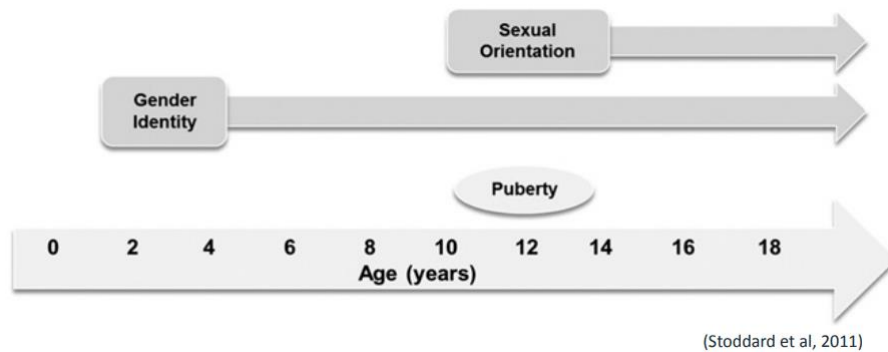 Sexual
Orientation
Gender
Identity
Puberty
0 2 4 6 8 10 12 14 16 18
Age (years)
(Stoddard et al, 2011)